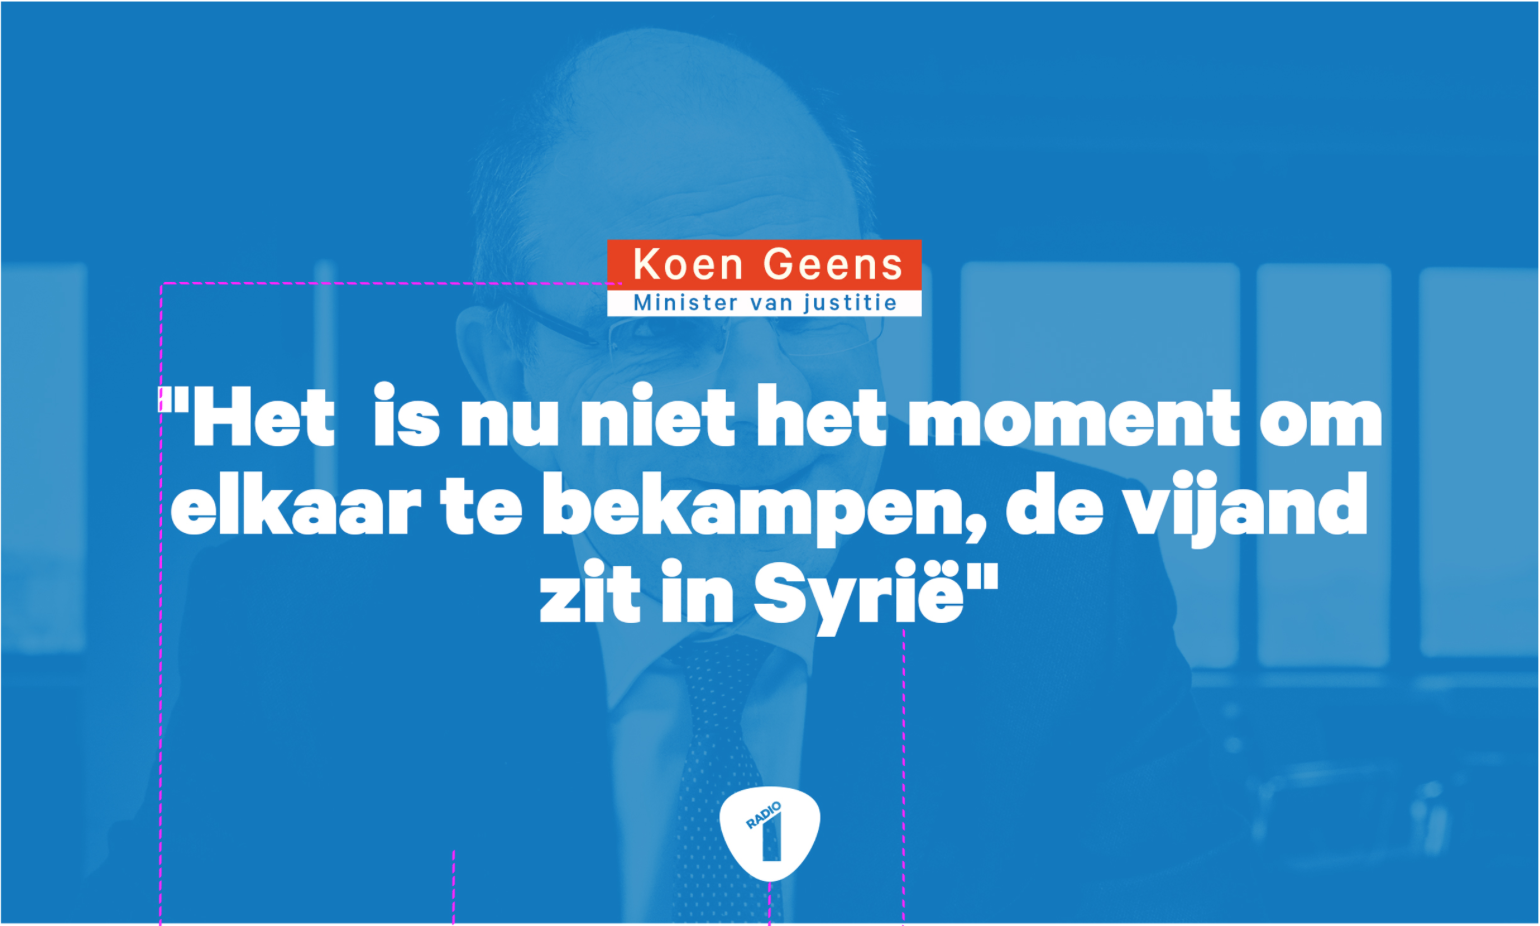 Koen Geens
Minister van justitie
"Het  is nu niet het moment om
elkaar te bekampen, de vijand
zit in Syrië"
RADIO
1